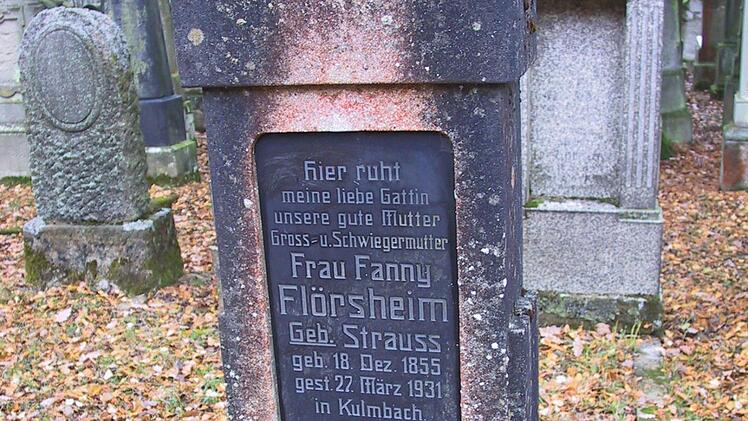 Hier ruht
meine liebe Gattin
unsere gute Mutter
Gross- u. Schwiegermutter
Frau Fanny
Flörsheim
Geb. Strauss
geb. 18. Dez. 1855
gest. 27. März 1931
in Kulmbach.